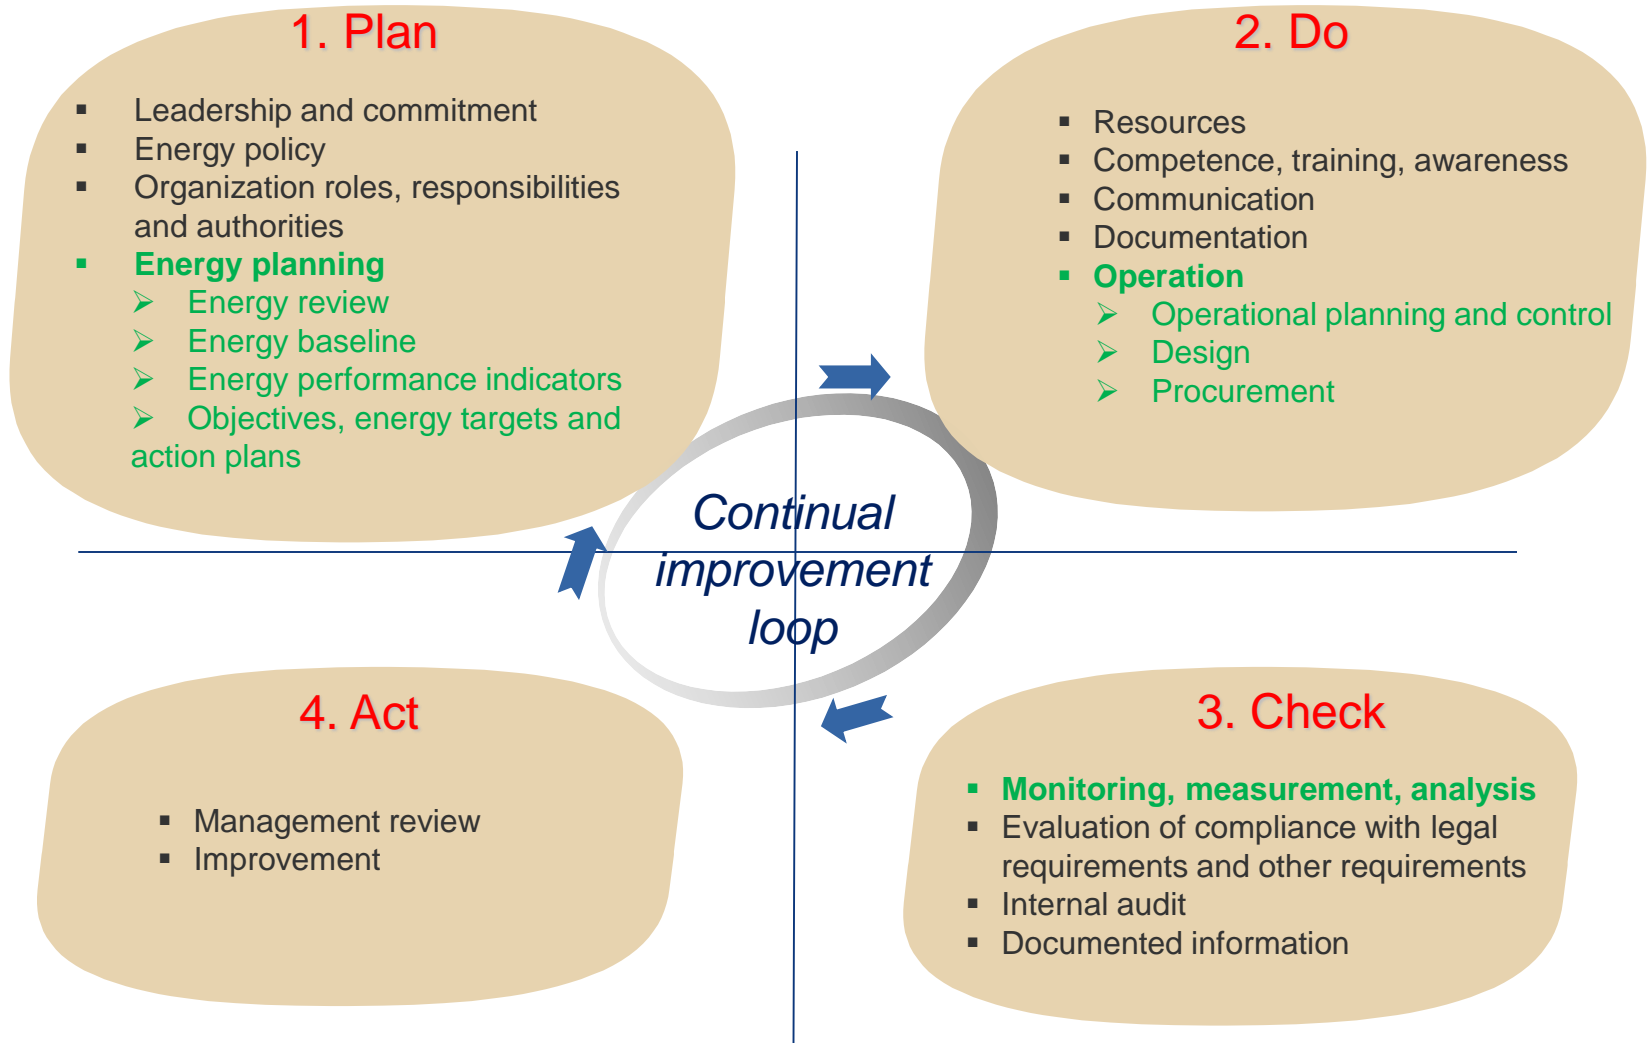 1. Plan
▪ Leadership and commitment
▪ Energy policy
▪ Organization roles, responsibilities
and authorities
▪ Energy planning
➢ Energy review
➢ Energy baseline
➢ Energy performance indicators
➢ Objectives, energy targets and
action plans
2. Do
▪ Resources
▪ Competence, training, awareness
▪ Communication
▪ Documentation
▪ Operation
➢ Operational planning and control
➢ Design
➢ Procurement
Continual
improvement
loop
4. Act
▪ Management review
▪ Improvement
3. Check
▪ Monitoring, measurement, analysis
▪ Evaluation of compliance with legal
requirements and other requirements
▪ Internal audit
▪ Documented information